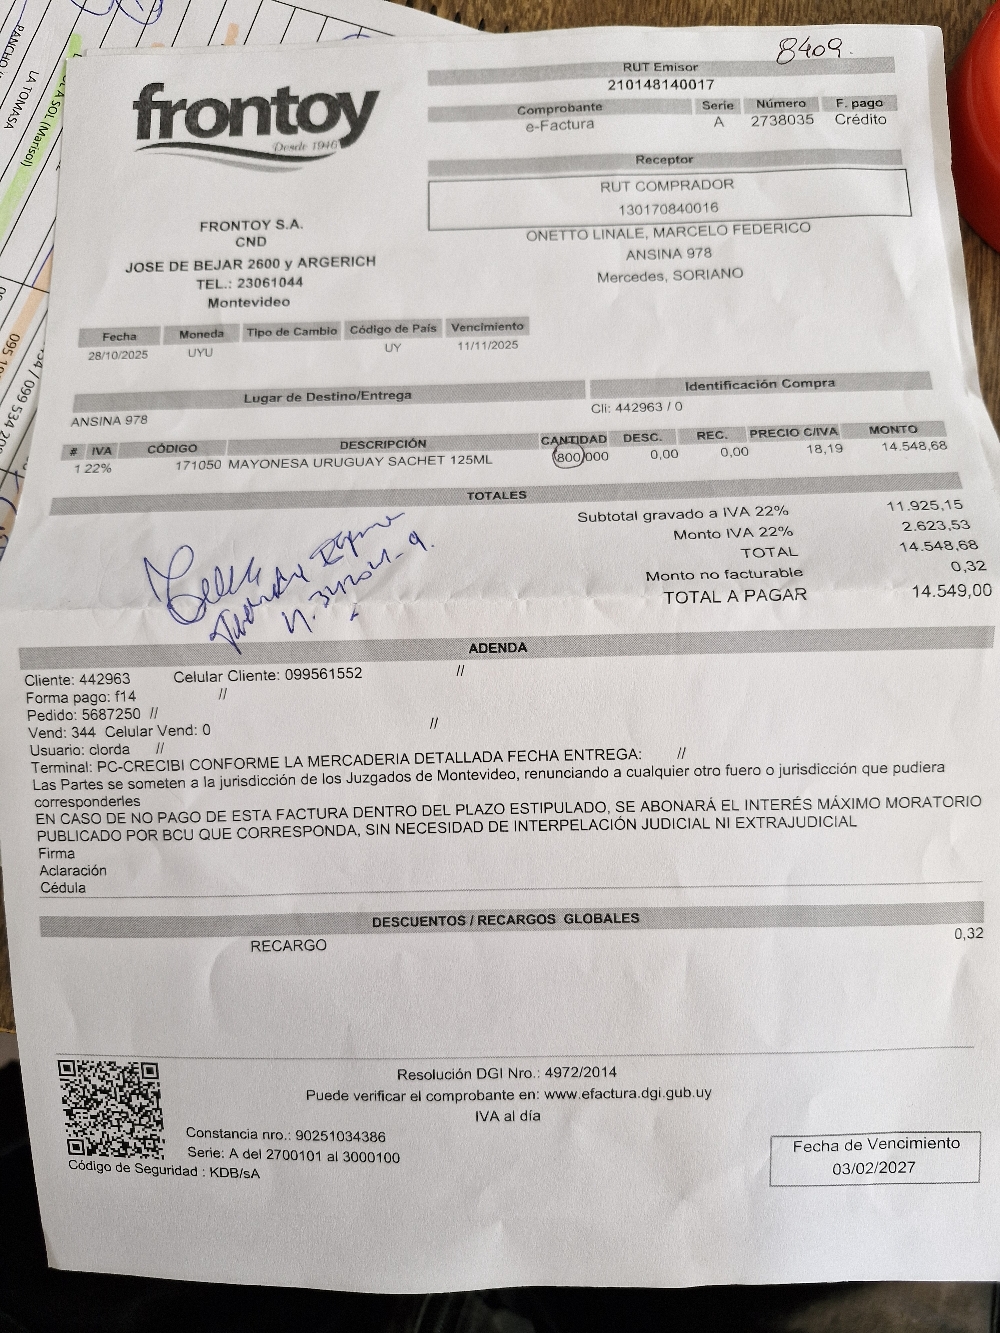 8409.
frontoy
Desde 1946
RUT Emisor
210148140017
Comprobante Serie Número F. pago
e-Factura A 2738035 Crédito
Receptor
RUT COMPRADOR
130170840016
ONETTO LINALE, MARCELO FEDERICO
ANSINA 978
Mercedes, SORIANO
FRONTOY S.A.
CND
JOSE DE BEJAR 2600 y ARGERICH
TEL.: 23061044
Montevideo
Fecha Moneda Tipo de Cambio Código de País Vencimiento
28/10/2025 UYU UY 11/11/2025
Lugar de Destino/Entrega Identificación Compra
ANSINA 978 Cli: 442963 / 0
# IVA CÓDIGO DESCRIPCIÓN CANTIDAD DESC. REC. PRECIO C/IVA MONTO
1 22% 171050 MAYONESA URUGUAY SACHET 125ML 800,000 0,00 0,00 18,19 14.548,68
TOTALES
Subtotal gravado a IVA 22% 11.925,15
Monto IVA 22% 2.623,53
TOTAL 14.548,68
Monto no facturable 0,32
TOTAL A PAGAR 14.549,00
ADENDA
Cliente: 442963 Celular Cliente: 099561552 //
Forma pago: f14 //
Pedido: 5687250 //
Vend: 344 Celular Vend: 0 //
Usuario: clorda //
Terminal: PC-CRECIBI CONFORME LA MERCADERIA DETALLADA FECHA ENTREGA: //
Las Partes se someten a la jurisdicción de los Juzgados de Montevideo, renunciando a cualquier otro fuero o jurisdicción que pudiera
corresponderles
EN CASO DE NO PAGO DE ESTA FACTURA DENTRO DEL PLAZO ESTIPULADO, SE ABONARÁ EL INTERÉS MÁXIMO MORATORIO
PUBLICADO POR BCU QUE CORRESPONDA, SIN NECESIDAD DE INTERPELACIÓN JUDICIAL NI EXTRAJUDICIAL
Firma
Aclaración
Cédula
DESCUENTOS / RECARGOS GLOBALES
RECARGO 0,32
Resolución DGI Nro.: 4972/2014
Puede verificar el comprobante en: www.efactura.dgi.gub.uy
IVA al día
Constancia nro.: 90251034386
Serie: A del 2700101 al 3000100
Código de Seguridad : KDB/sA
Fecha de Vencimiento
03/02/2027
LA TOMASA